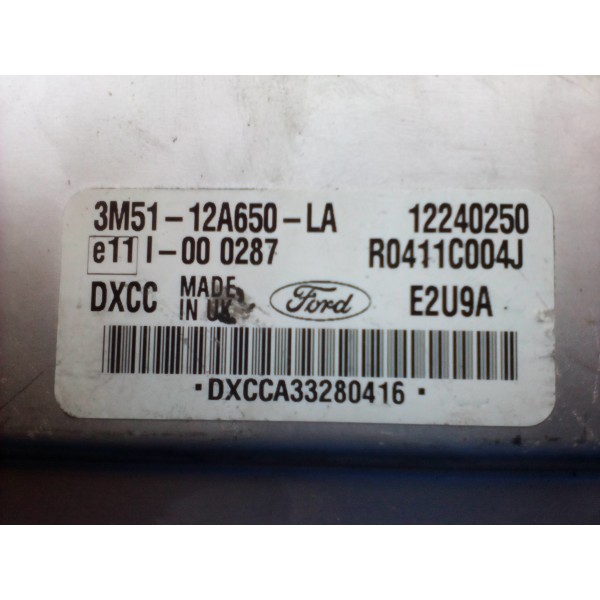 3M51-12A650-LA 12240250
e11 I-00 0287 R0411C004J
DXCC MADE IN UK Ford E2U9A
·DXCCA33280416·